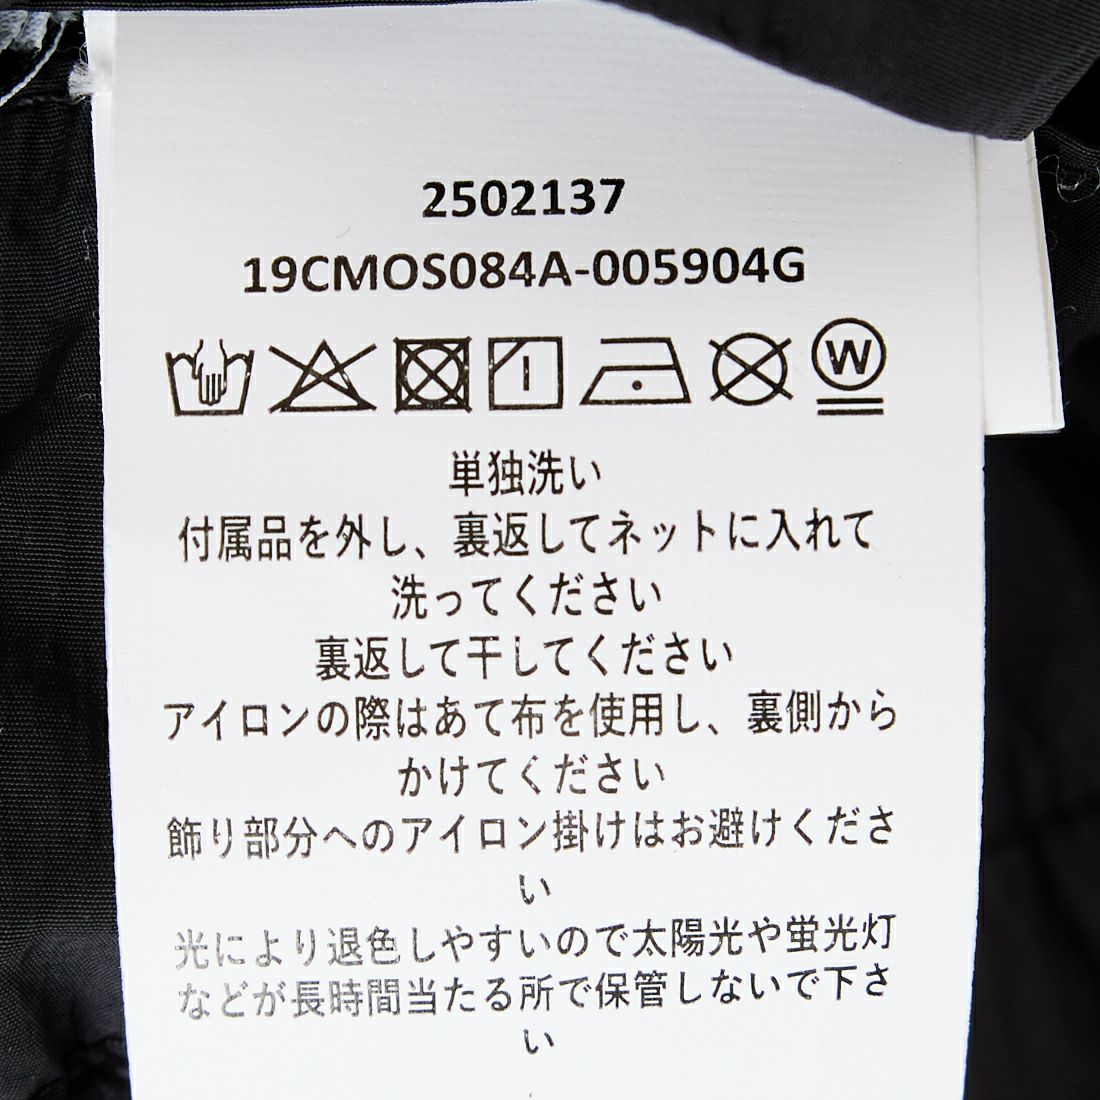 2502137
19CMOS084A-005904G
W
単独洗い
付属品を外し、裏返してネットに入れて
洗ってください
裏返して干してください
アイロンの際はあて布を使用し、裏側から
かけてください
飾り部分へのアイロン掛けはお避けくださ
い
光により退色しやすいので太陽光や蛍光灯
などが長時間当たる所で保管しないで下さ
い